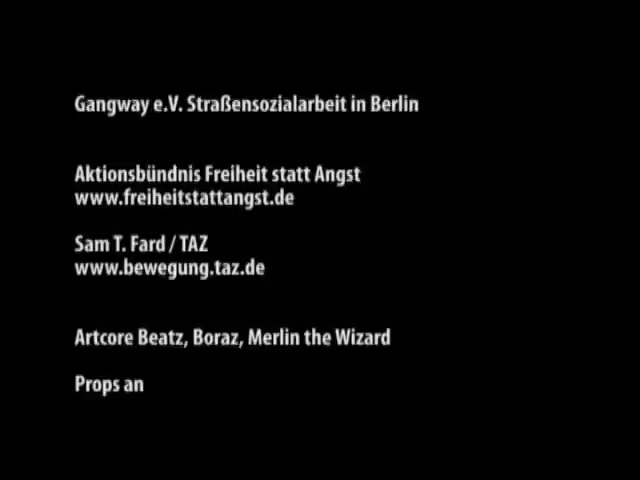 Gangway e.V. Straßensozialarbeit in Berlin
Aktionsbündnis Freiheit statt Angst
www.freiheitstattangst.de
Sam T. Fard / TAZ
www.bewegung.taz.de
Artcore Beatz, Boraz, Merlin the Wizard
Props an